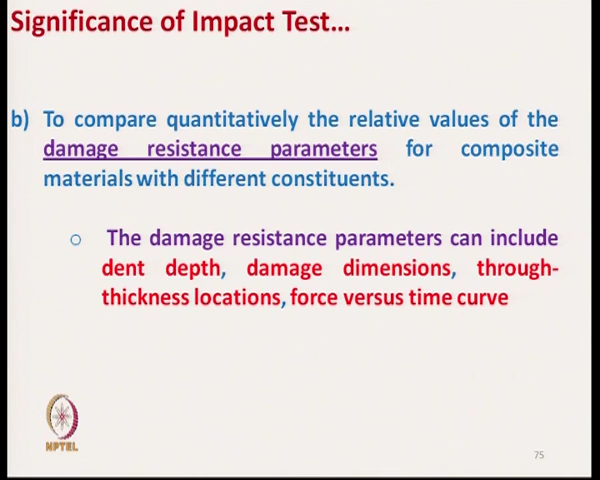 Significance of Impact Test...
b) To compare quantitatively the relative values of the
damage resistance parameters for composite
materials with different constituents.
o The damage resistance parameters can include
dent depth, damage dimensions, through-
thickness locations, force versus time curve
NPTEL
75